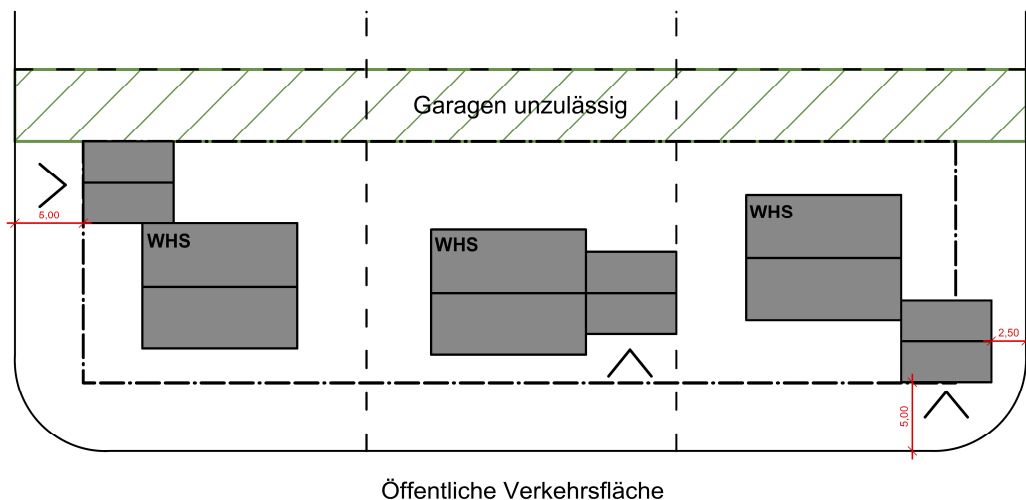 Garagen unzulässig
WHS
WHS
WHS
5,00
2,50
5,00
Öffentliche Verkehrsfläche